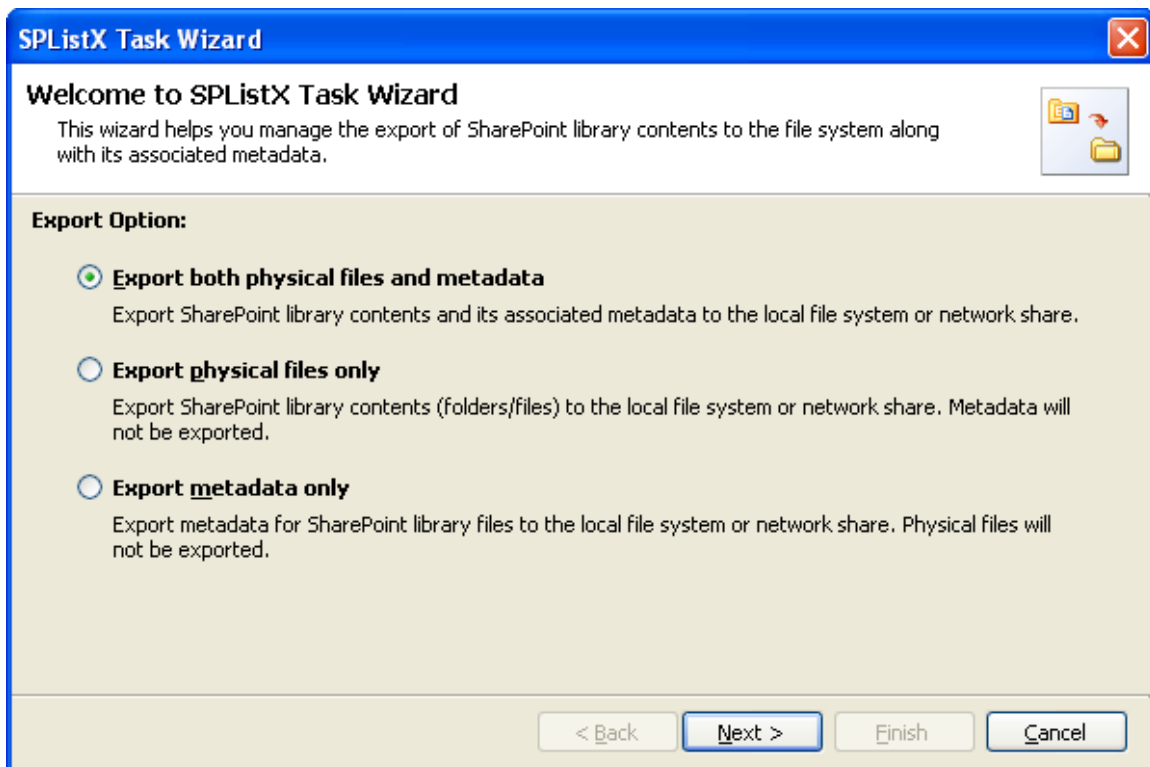 SPListX Task Wizard
Welcome to SPListX Task Wizard
This wizard helps you manage the export of SharePoint library contents to the file system along
with its associated metadata.
Export Option:
Export both physical files and metadata
Export SharePoint library contents and its associated metadata to the local file system or network share.
Export physical files only
Export SharePoint library contents (folders/files) to the local file system or network share. Metadata will
not be exported.
Export metadata only
Export metadata for SharePoint library files to the local file system or network share. Physical files will
not be exported.
< Back Next > Finish Cancel